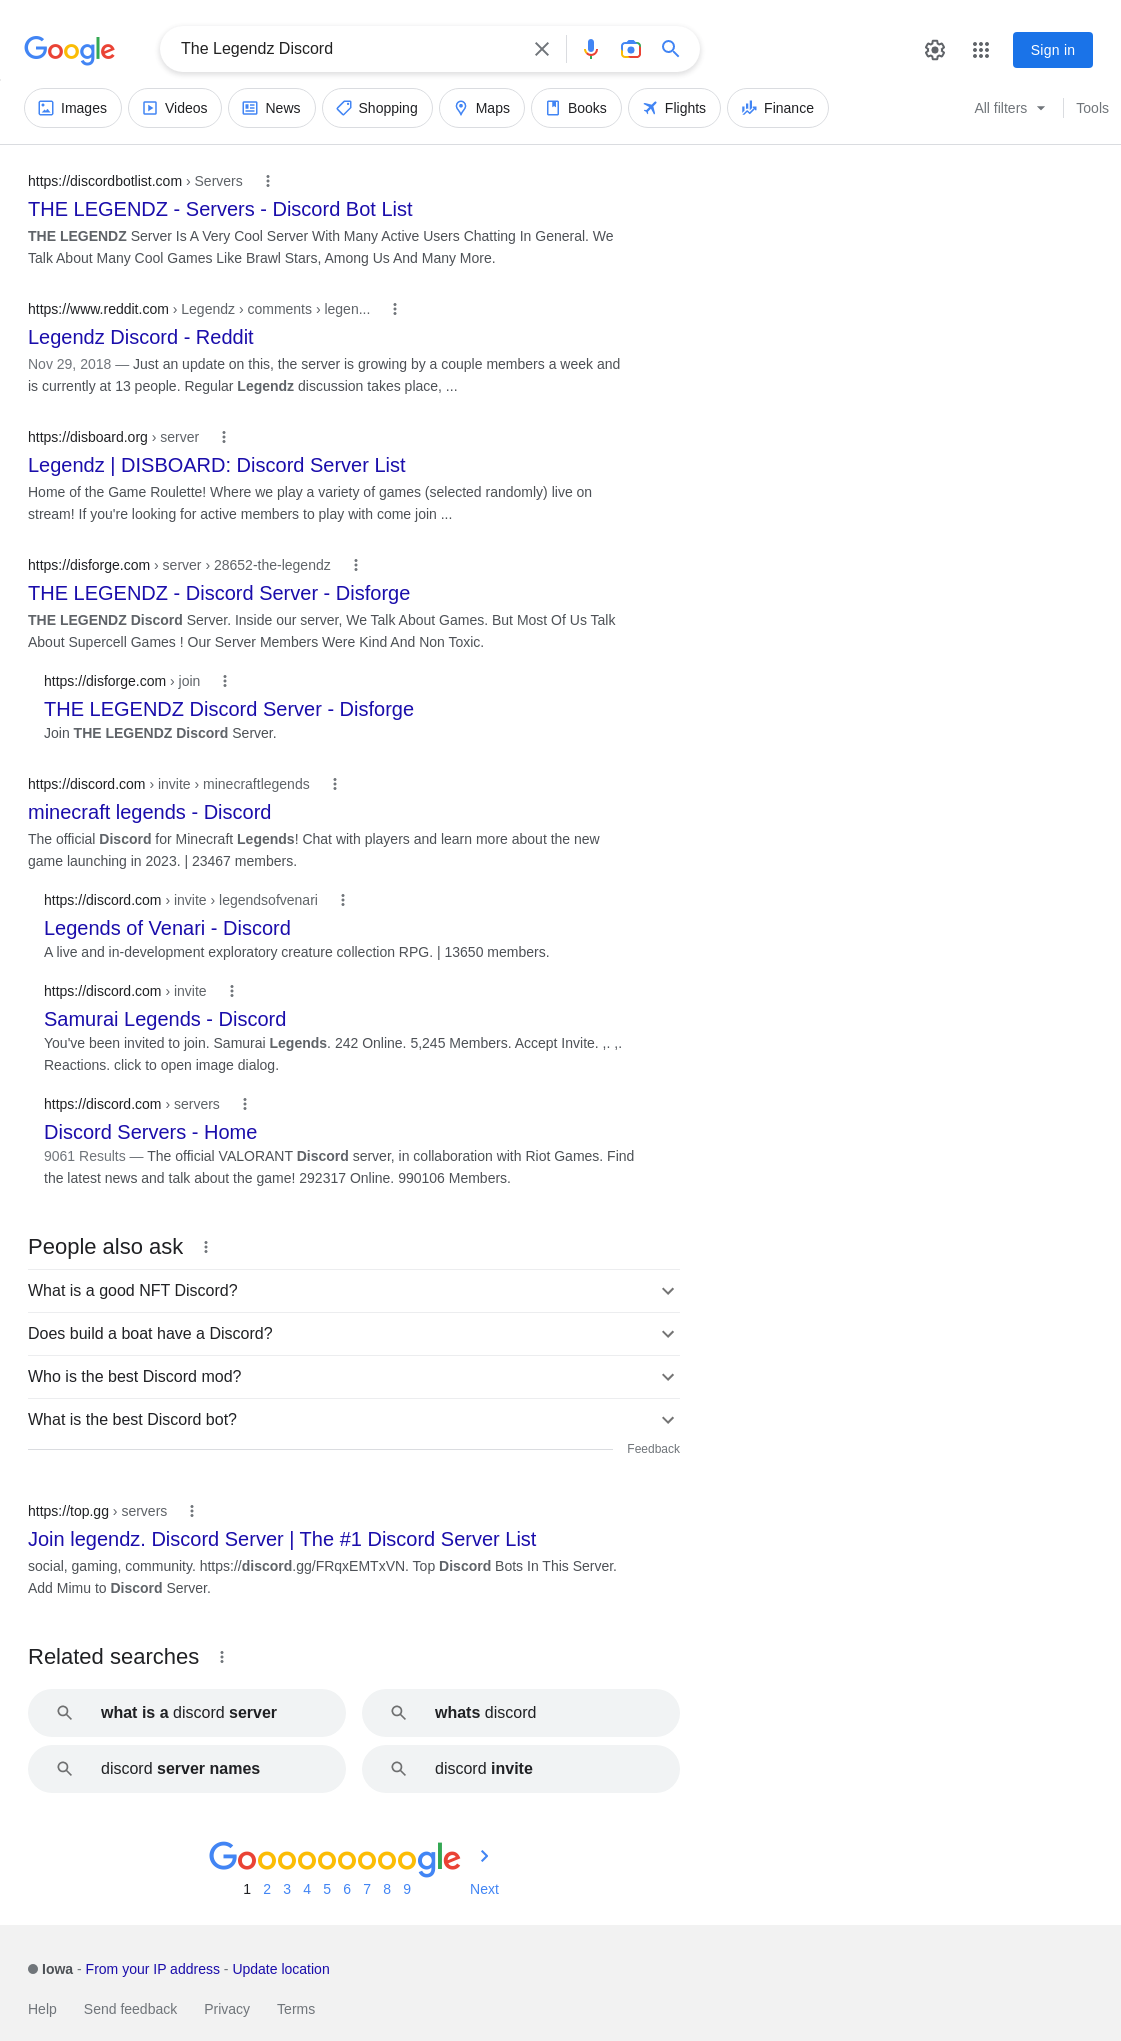 Google
The Legendz Discord
Sign in
Images
Videos
News
Shopping
Maps
Books
Flights
Finance
All filters
Tools
https://discordbotlist.com › Servers
THE LEGENDZ - Servers - Discord Bot List
THE LEGENDZ Server Is A Very Cool Server With Many Active Users Chatting In General. We
Talk About Many Cool Games Like Brawl Stars, Among Us And Many More.
https://www.reddit.com › Legendz › comments › legen...
Legendz Discord - Reddit
Nov 29, 2018 — Just an update on this, the server is growing by a couple members a week and
is currently at 13 people. Regular Legendz discussion takes place, ...
https://disboard.org › server
Legendz | DISBOARD: Discord Server List
Home of the Game Roulette! Where we play a variety of games (selected randomly) live on
stream! If you're looking for active members to play with come join ...
https://disforge.com › server › 28652-the-legendz
THE LEGENDZ - Discord Server - Disforge
THE LEGENDZ Discord Server. Inside our server, We Talk About Games. But Most Of Us Talk
About Supercell Games ! Our Server Members Were Kind And Non Toxic.
https://disforge.com › join
THE LEGENDZ Discord Server - Disforge
Join THE LEGENDZ Discord Server.
https://discord.com › invite › minecraftlegends
minecraft legends - Discord
The official Discord for Minecraft Legends! Chat with players and learn more about the new
game launching in 2023. | 23467 members.
https://discord.com › invite › legendsofvenari
Legends of Venari - Discord
A live and in-development exploratory creature collection RPG. | 13650 members.
https://discord.com › invite
Samurai Legends - Discord
You've been invited to join. Samurai Legends. 242 Online. 5,245 Members. Accept Invite. ,. ,.
Reactions. click to open image dialog.
https://discord.com › servers
Discord Servers - Home
9061 Results — The official VALORANT Discord server, in collaboration with Riot Games. Find
the latest news and talk about the game! 292317 Online. 990106 Members.
People also ask
What is a good NFT Discord?
Does build a boat have a Discord?
Who is the best Discord mod?
What is the best Discord bot?
Feedback
https://top.gg › servers
Join legendz. Discord Server | The #1 Discord Server List
social, gaming, community. https://discord.gg/FRqxEMTxVN. Top Discord Bots In This Server.
Add Mimu to Discord Server.
Related searches
what is a discord server
whats discord
discord server names
discord invite
Gooooooooogle
1 2 3 4 5 6 7 8 9 Next
Iowa - From your IP address - Update location
Help Send feedback Privacy Terms